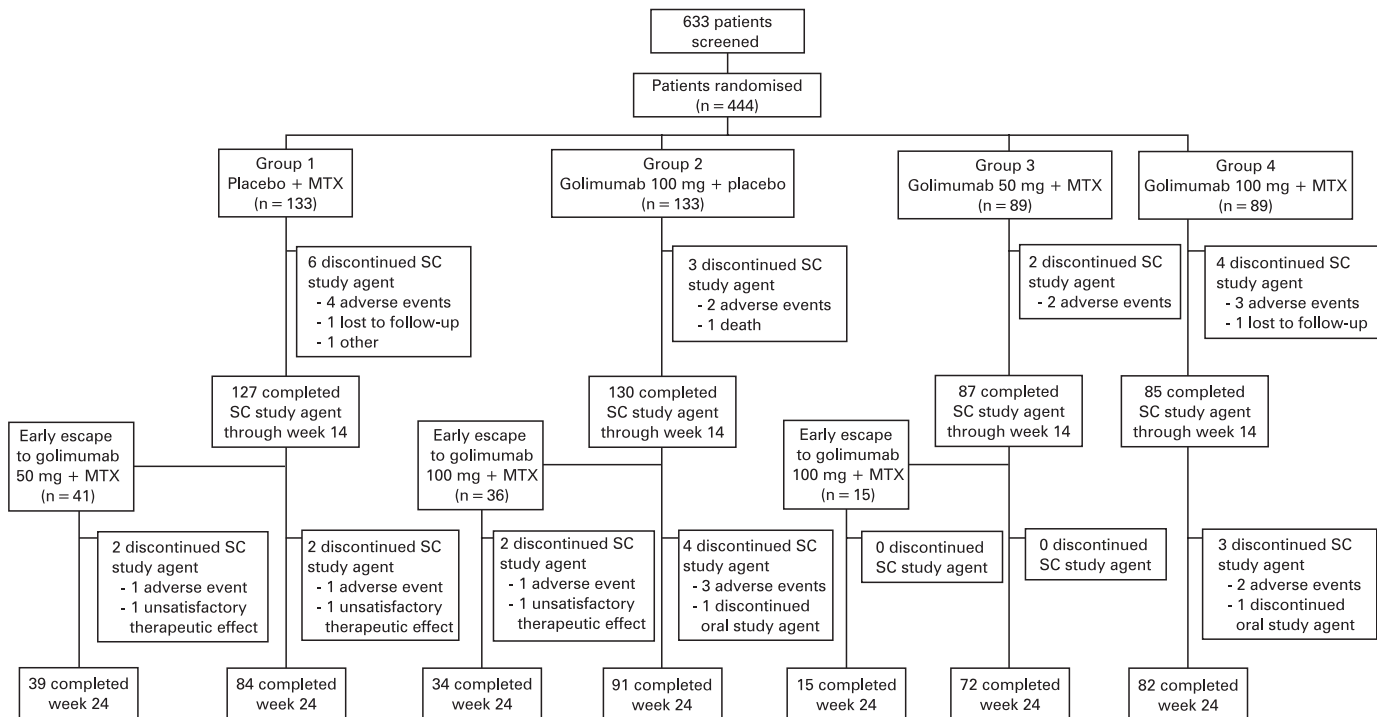 633 patients
screened
Patients randomised
(n = 444)
Group 1
Placebo + MTX
(n = 133)
Group 2
Golimumab 100 mg + placebo
(n = 133)
Group 3
Golimumab 50 mg + MTX
(n = 89)
Group 4
Golimumab 100 mg + MTX
(n = 89)
6 discontinued SC
study agent
- 4 adverse events
- 1 lost to follow-up
- 1 other
3 discontinued SC
study agent
- 2 adverse events
- 1 death
2 discontinued SC
study agent
- 2 adverse events
4 discontinued SC
study agent
- 3 adverse events
- 1 lost to follow-up
127 completed
SC study agent
through week 14
130 completed
SC study agent
through week 14
87 completed
SC study agent
through week 14
85 completed
SC study agent
through week 14
Early escape
to golimumab
50 mg + MTX
(n = 41)
Early escape
to golimumab
100 mg + MTX
(n = 36)
Early escape
to golimumab
100 mg + MTX
(n = 15)
2 discontinued SC
study agent
- 1 adverse event
- 1 unsatisfactory
therapeutic effect
2 discontinued SC
study agent
- 1 adverse event
- 1 unsatisfactory
therapeutic effect
2 discontinued SC
study agent
- 1 adverse event
- 1 unsatisfactory
therapeutic effect
4 discontinued SC
study agent
- 3 adverse events
- 1 discontinued
oral study agent
0 discontinued
SC study agent
0 discontinued
SC study agent
3 discontinued SC
study agent
- 2 adverse events
- 1 discontinued
oral study agent
39 completed
week 24
84 completed
week 24
34 completed
week 24
91 completed
week 24
15 completed
week 24
72 completed
week 24
82 completed
week 24